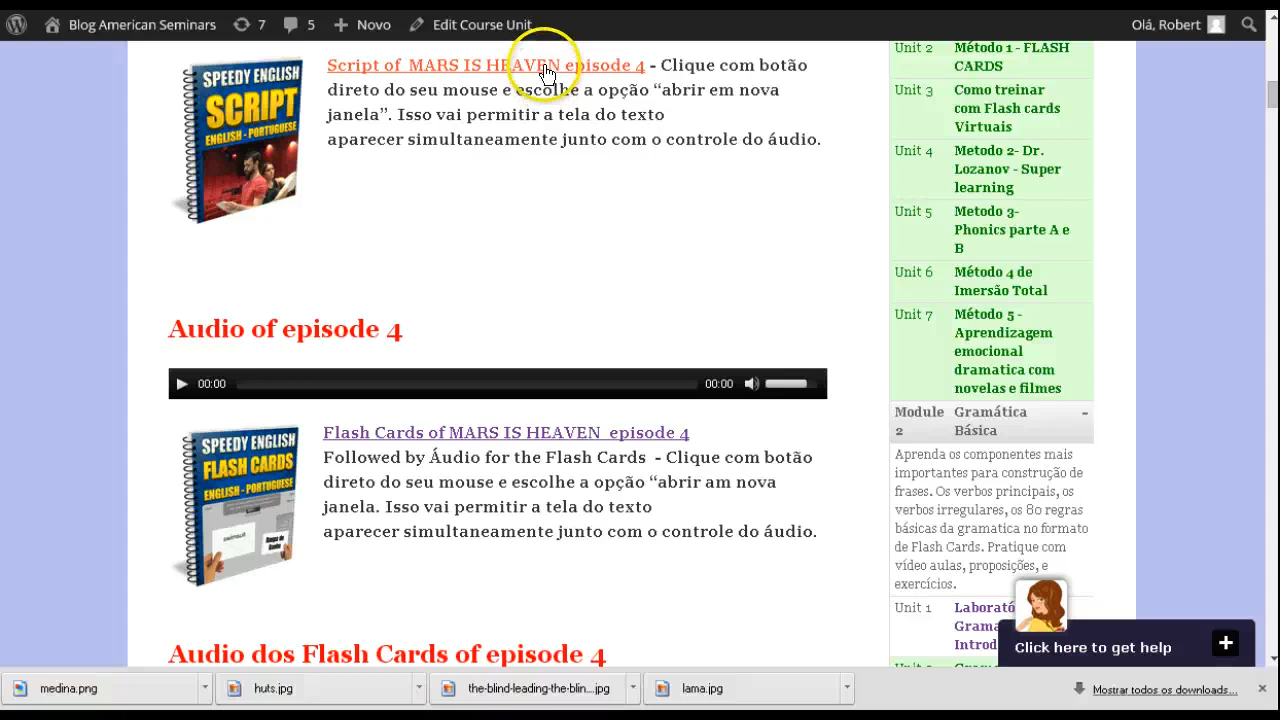 Blog American Seminars 7 5 Novo Edit Course Unit Olá, Robert
SPEEDY ENGLISH
SCRIPT
ENGLISH - PORTUGUESE
Script of MARS IS HEAVEN episode 4 - Clique com botão
direto do seu mouse e escolhe a opção “abrir em nova
janela”. Isso vai permitir a tela do texto
aparecer simultaneamente junto com o controle do áudio.
Audio of episode 4
00:00 00:00
SPEEDY ENGLISH
FLASH CARDS
ENGLISH - PORTUGUESE
Flash Cards of MARS IS HEAVEN episode 4
Followed by Áudio for the Flash Cards - Clique com botão
direto do seu mouse e escolhe a opção “abrir am nova
janela. Isso vai permitir a tela do texto
aparecer simultaneamente junto com o controle do áudio.
Audio dos Flash Cards of episode 4
Unit 2 Método 1 - FLASH
CARDS
Unit 3 Como treinar
com Flash cards
Virtuais
Unit 4 Metodo 2- Dr.
Lozanov - Super
learning
Unit 5 Metodo 3-
Phonics parte A e
B
Unit 6 Método 4 de
Imersão Total
Unit 7 Método 5 -
Aprendizagem
emocional
dramatica com
novelas e filmes
Module Gramática -
2 Básica
Aprenda os componentes mais
importantes para construção de
frases. Os verbos principais, os
verbos irregulares, os 80 regras
básicas da gramatica no formato
de Flash Cards. Pratique com
vídeo aulas, proposições, e
exercícios.
Unit 1 Laborató
Grama
Introd
Click here to get help +
medina.png huts.jpg the-blind-leading-the-blin....jpg lama.jpg Mostrar todos os downloads...